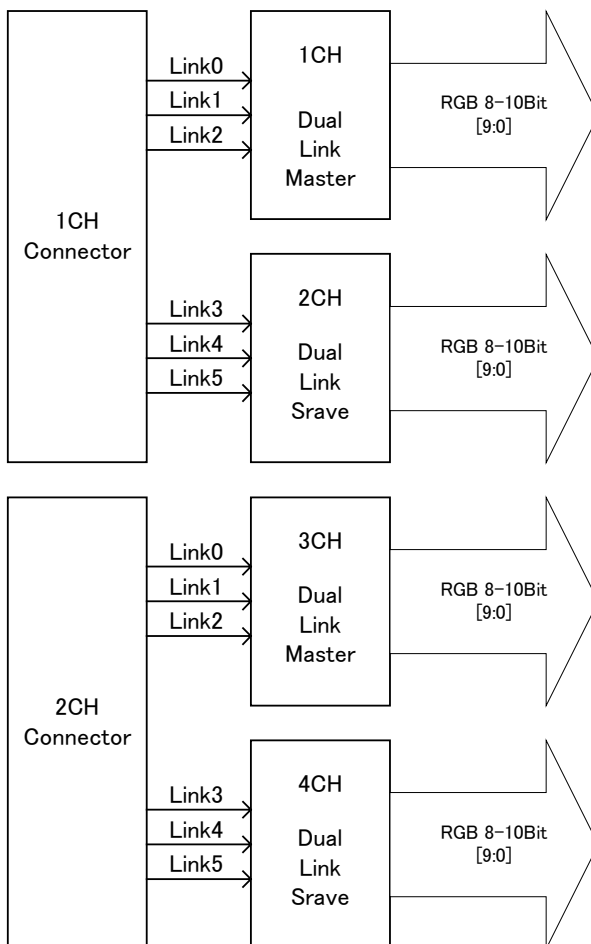 1CH
Connector
Link0
Link1
Link2
1CH
Dual
Link
Master
RGB 8-10Bit
[9:0]
Link3
Link4
Link5
2CH
Dual
Link
Srave
RGB 8-10Bit
[9:0]
2CH
Connector
Link0
Link1
Link2
3CH
Dual
Link
Master
RGB 8-10Bit
[9:0]
Link3
Link4
Link5
4CH
Dual
Link
Srave
RGB 8-10Bit
[9:0]